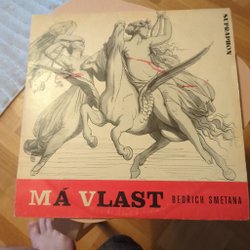 SUPRAPHON
MÁ VLAST BEDŘICH SMETANA